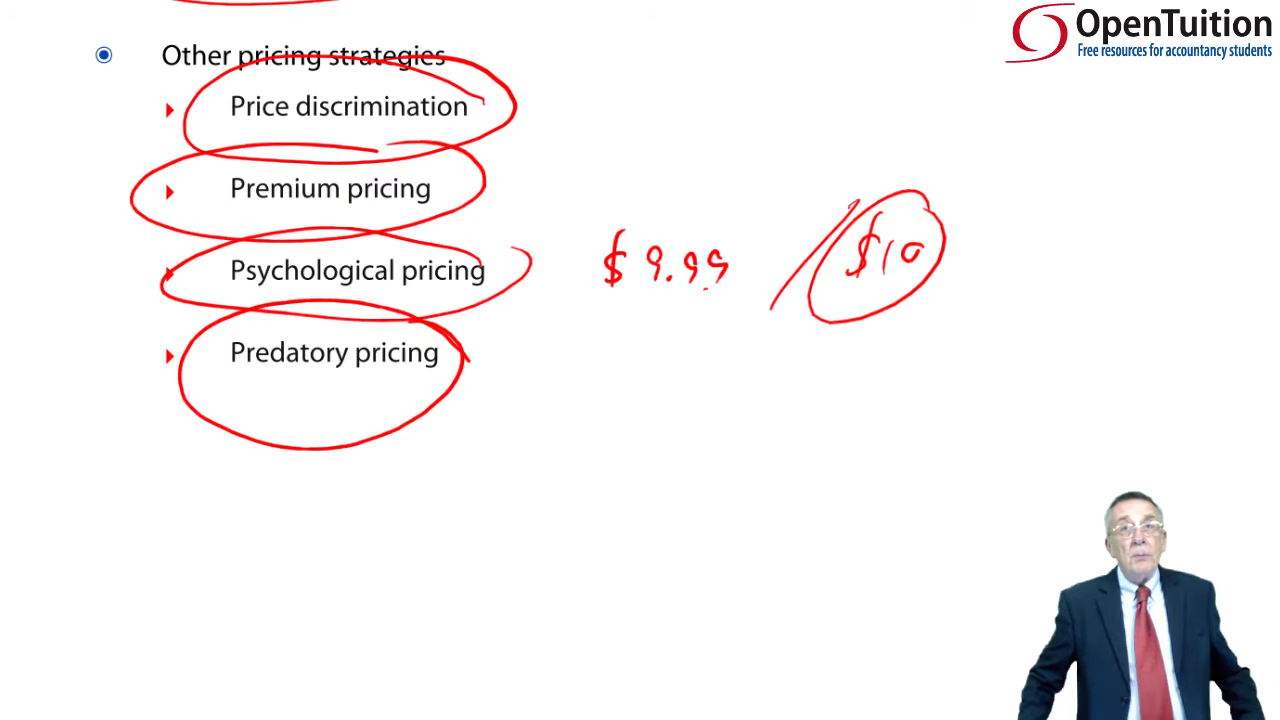 OpenTuition
Free resources for accountancy students
Other pricing strategies
Price discrimination
Premium pricing
Psychological pricing $9.99 $10
Predatory pricing